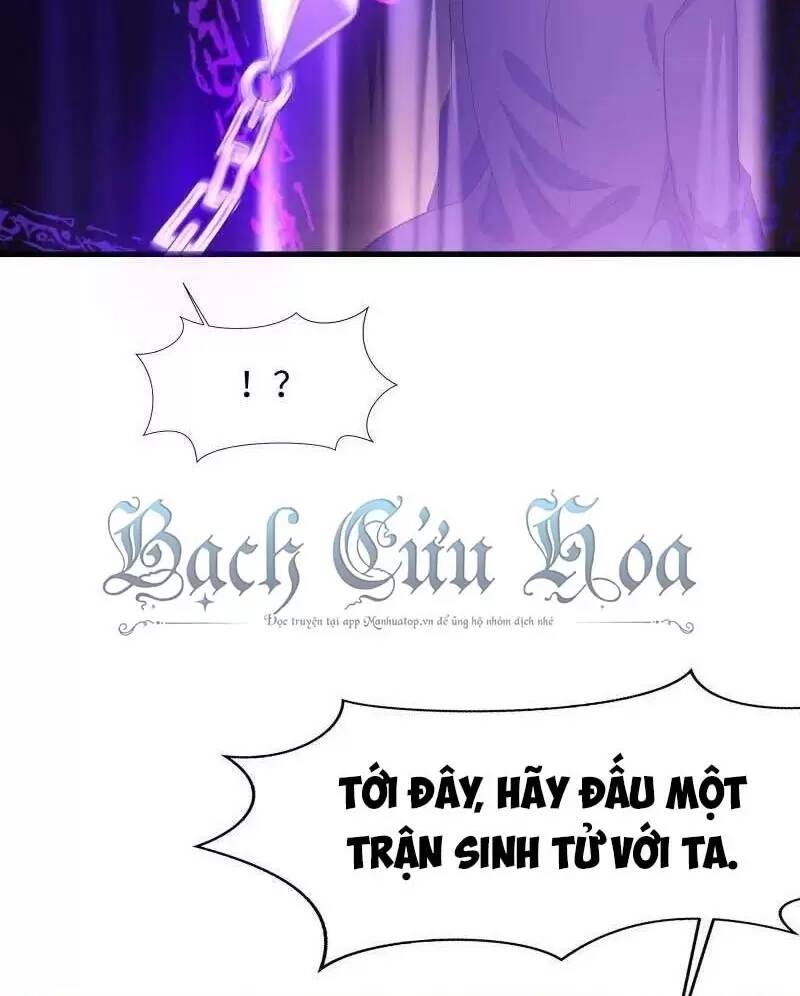 ! ?
Bạch Cửu Hoa
Đọc truyện tại app Manhuatop.vn để ủng hộ nhóm dịch nhé
TỚI ĐÂY, HÃY ĐẤU MỘT
TRẬN SINH TỬ VỚI TA.